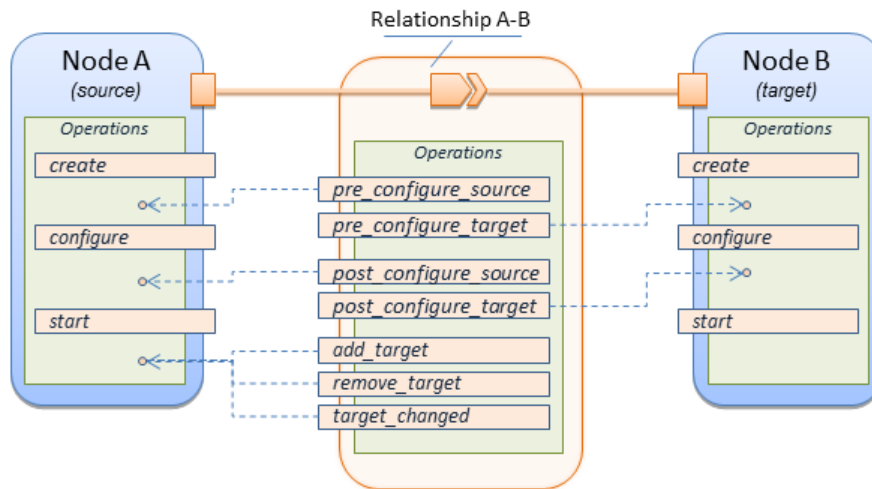 Relationship A-B
Node A
(source)
Operations
create
configure
start
Operations
pre_configure_source
pre_configure_target
post_configure_source
post_configure_target
add_target
remove_target
target_changed
Node B
(target)
Operations
create
configure
start